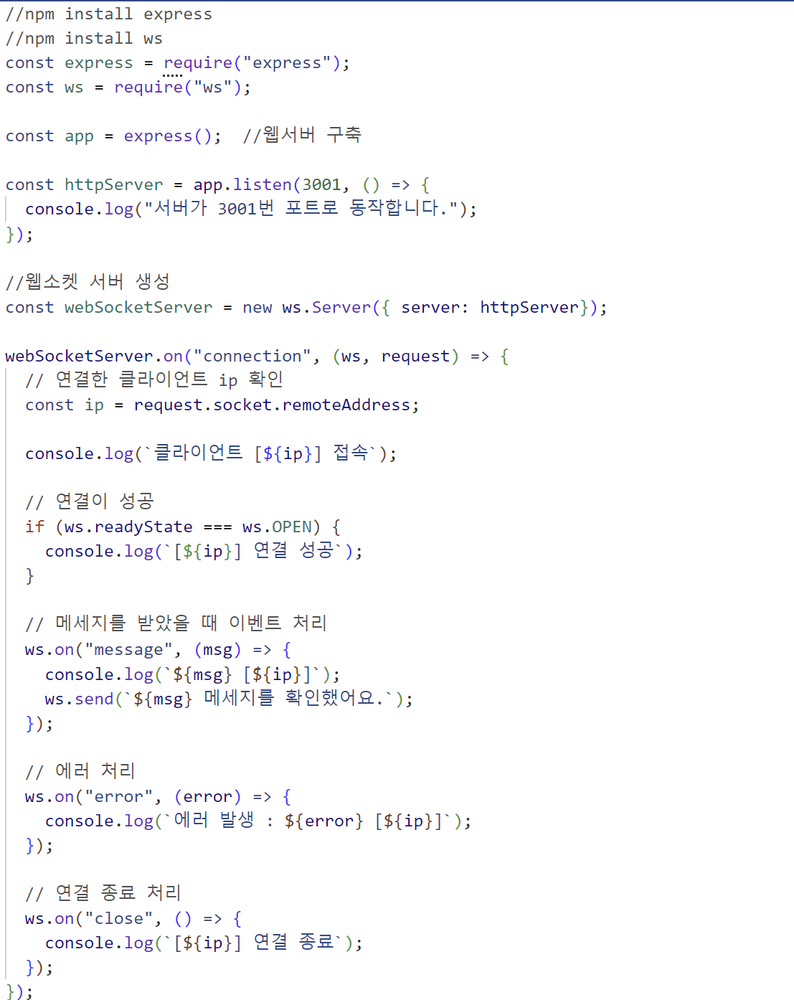 //npm install express
//npm install ws
const express = require("express");
const ws = require("ws");
const app = express();  //웹서버 구축
const httpServer = app.listen(3001, () => {
  console.log("서버가 3001번 포트로 동작합니다.");
});
//웹소켓 서버 생성
const webSocketServer = new ws.Server({ server: httpServer});
webSocketServer.on("connection", (ws, request) => {
  // 연결한 클라이언트 ip 확인
  const ip = request.socket.remoteAddress;
  console.log(`클라이언트 [${ip}] 접속`);
  // 연결이 성공
  if (ws.readyState === ws.OPEN) {
    console.log(`[${ip}] 연결 성공`);
  }
  // 메세지를 받았을 때 이벤트 처리
  ws.on("message", (msg) => {
    console.log(`${msg} [${ip}]`);
    ws.send(`${msg} 메세지를 확인했어요.`);
  });
  // 에러 처리
  ws.on("error", (error) => {
    console.log(`에러 발생 : ${error} [${ip}]`);
  });
  // 연결 종료 처리
  ws.on("close", () => {
    console.log(`[${ip}] 연결 종료`);
  });
});